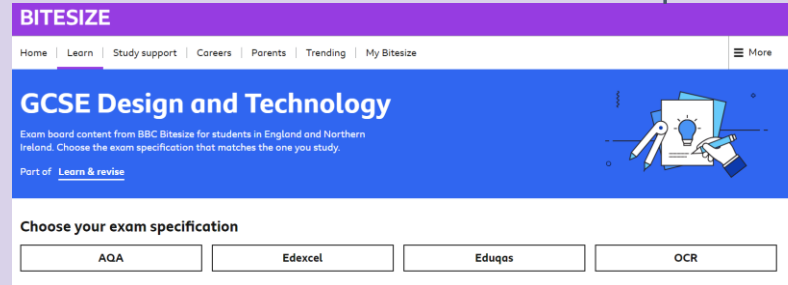 BITESIZE
Home | Learn | Study support | Careers | Parents | Trending | My Bitesize ☰ More
GCSE Design and Technology
Exam board content from BBC Bitesize for students in England and Northern
Ireland. Choose the exam specification that matches the one you study.
Part of Learn & revise
Choose your exam specification
AQA Edexcel Eduqas OCR